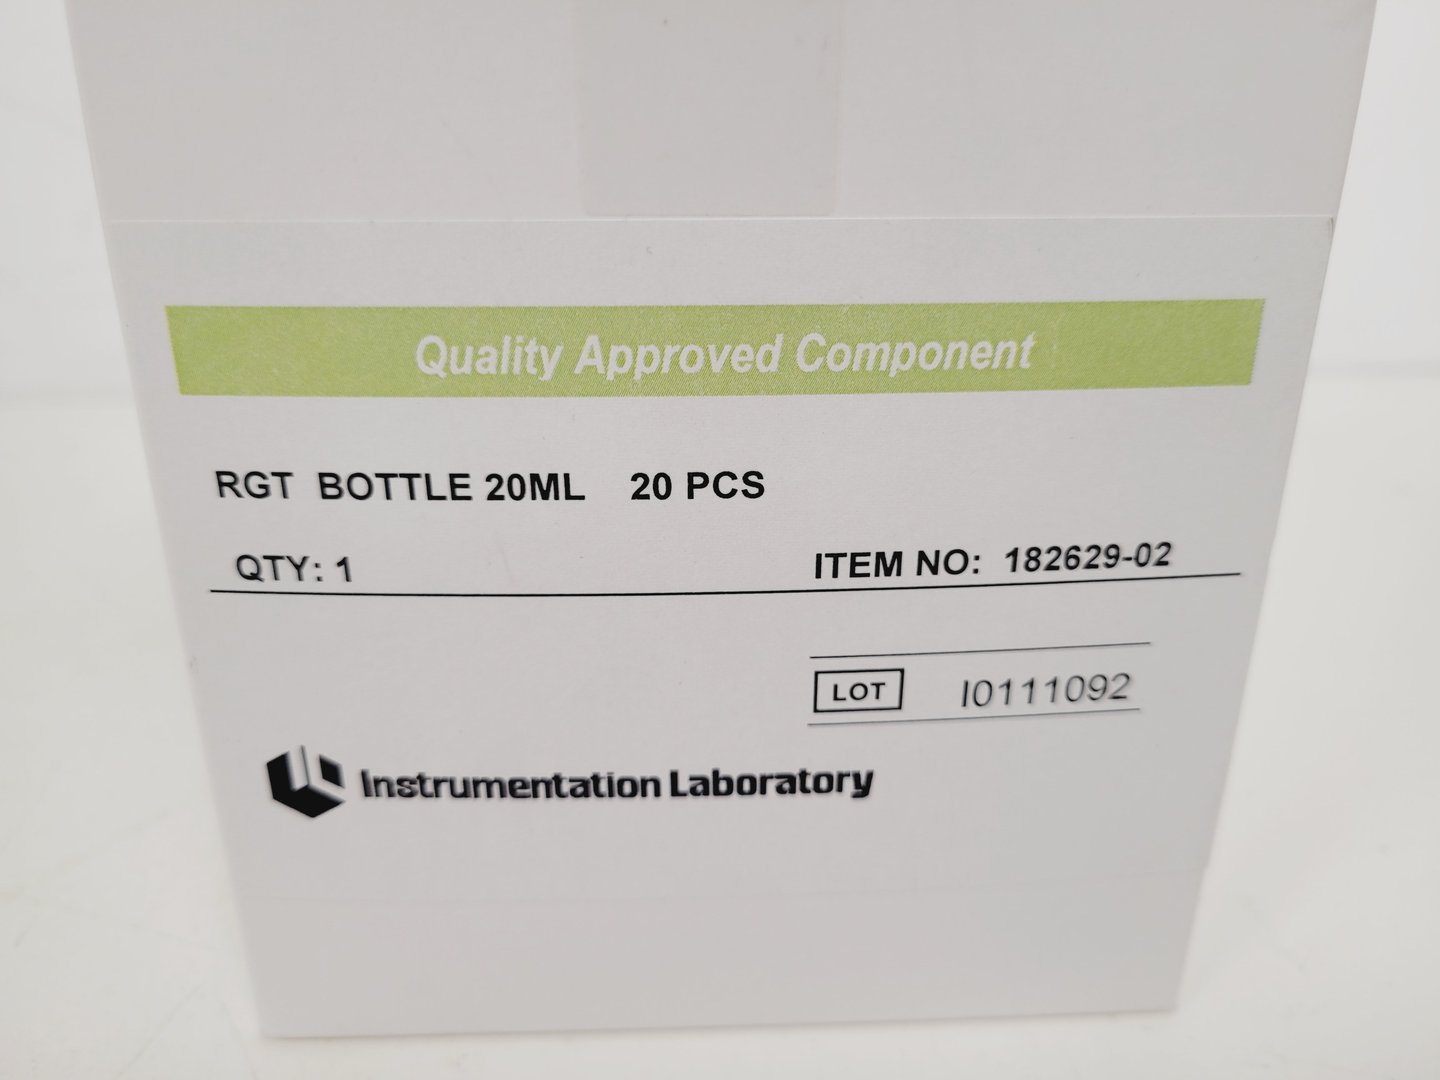 Quality Approved Component
RGT BOTTLE 20ML 20 PCS
QTY: 1 ITEM NO: 182629-02
LOT I0111092
Instrumentation Laboratory